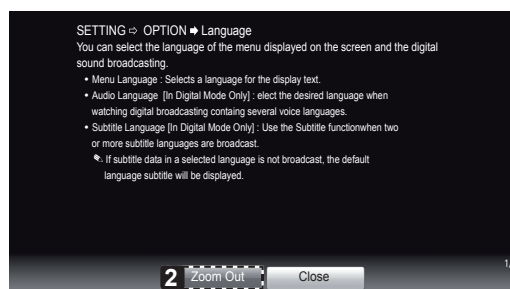 SETTING ⇨ OPTION ➡ Language
You can select the language of the menu displayed on the screen and the digital
sound broadcasting.
• Menu Language : Selects a language for the display text.
• Audio Language [In Digital Mode Only] : elect the desired language when
watching digital broadcasting containg several voice languages.
• Subtitle Language [In Digital Mode Only] : Use the Subtitle functionwhen two
or more subtitle languages are broadcast.
✎ If subtitle data in a selected language is not broadcast, the default
language subtitle will be displayed.
1,
2 Zoom Out Close